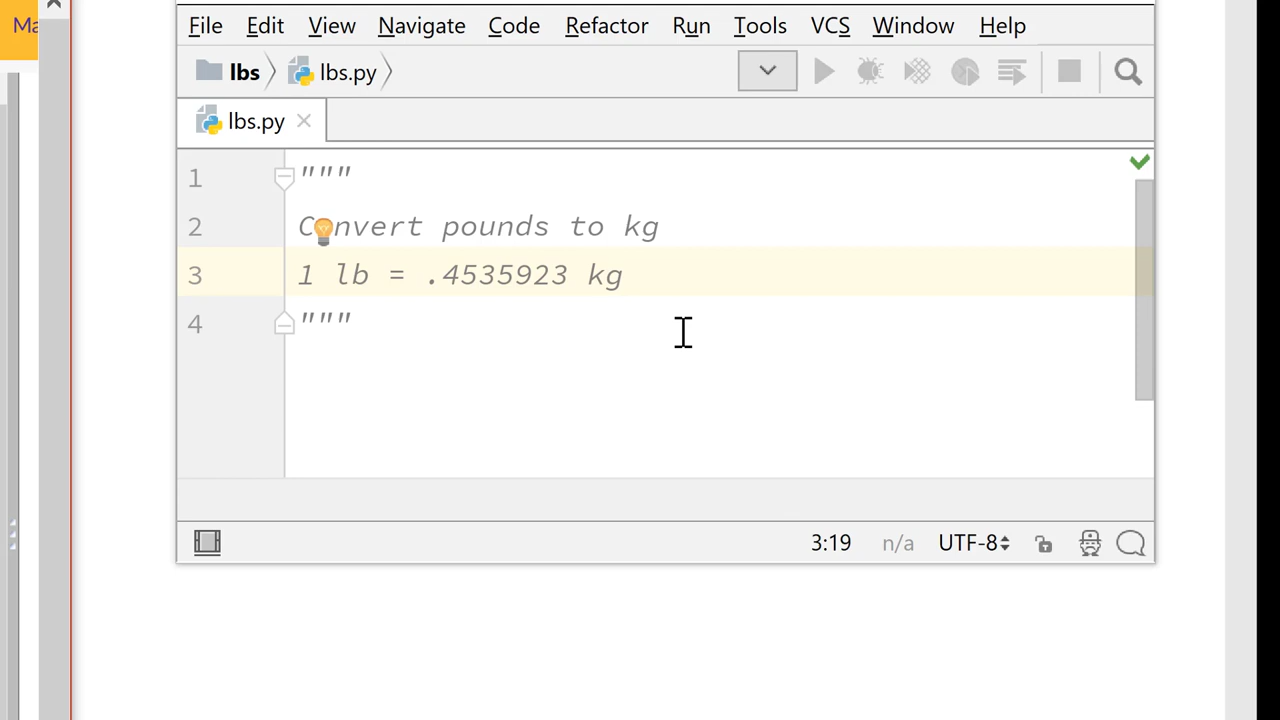 Ma
File Edit View Navigate Code Refactor Run Tools VCS Window Help
lbs lbs.py
lbs.py
1 """
2 Convert pounds to kg
3 1 lb = .4535923 kg
4 """
3:19 n/a UTF-8